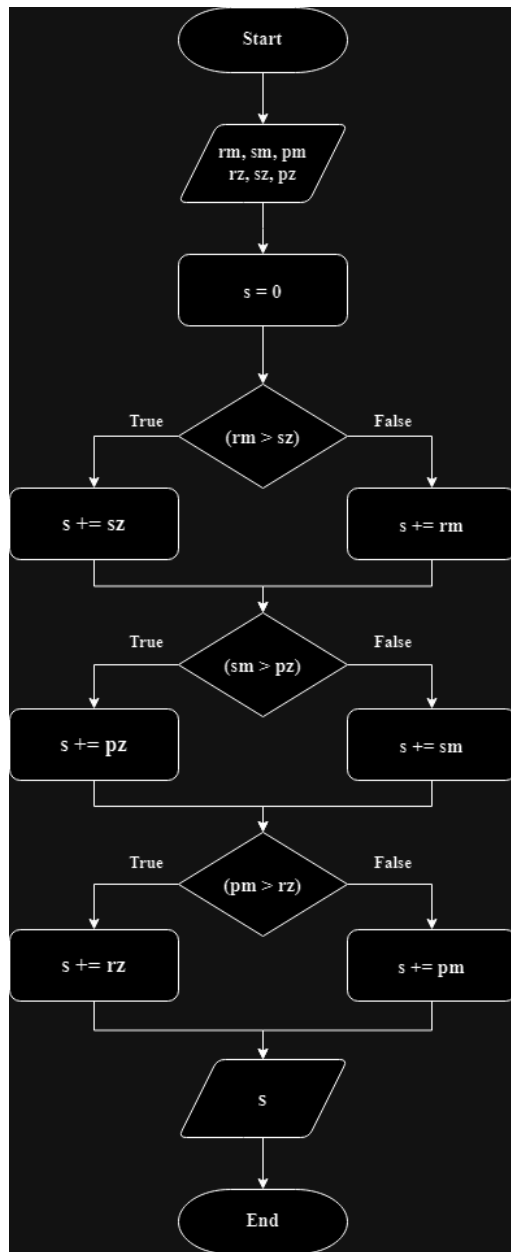 Start
rm, sm, pm
rz, sz, pz
s = 0
True
(rm > sz)
False
s += sz
s += rm
True
(sm > pz)
False
s += pz
s += sm
True
(pm > rz)
False
s += rz
s += pm
s
End